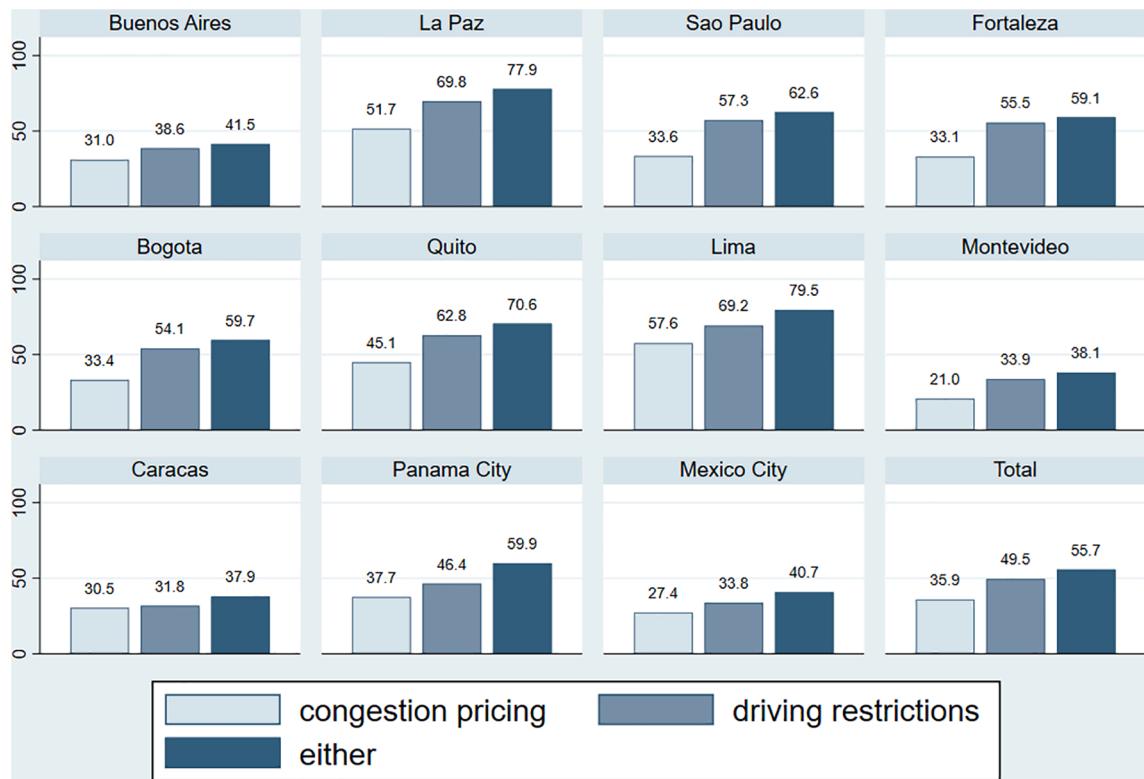 Buenos Aires La Paz Sao Paulo Fortaleza
100
50
0
31.0 38.6 41.5
51.7 69.8 77.9
33.6 57.3 62.6
33.1 55.5 59.1
Bogota Quito Lima Montevideo
100
50
0
33.4 54.1 59.7
45.1 62.8 70.6
57.6 69.2 79.5
21.0 33.9 38.1
Caracas Panama City Mexico City Total
100
50
0
30.5 31.8 37.9
37.7 46.4 59.9
27.4 33.8 40.7
35.9 49.5 55.7
congestion pricing driving restrictions
either